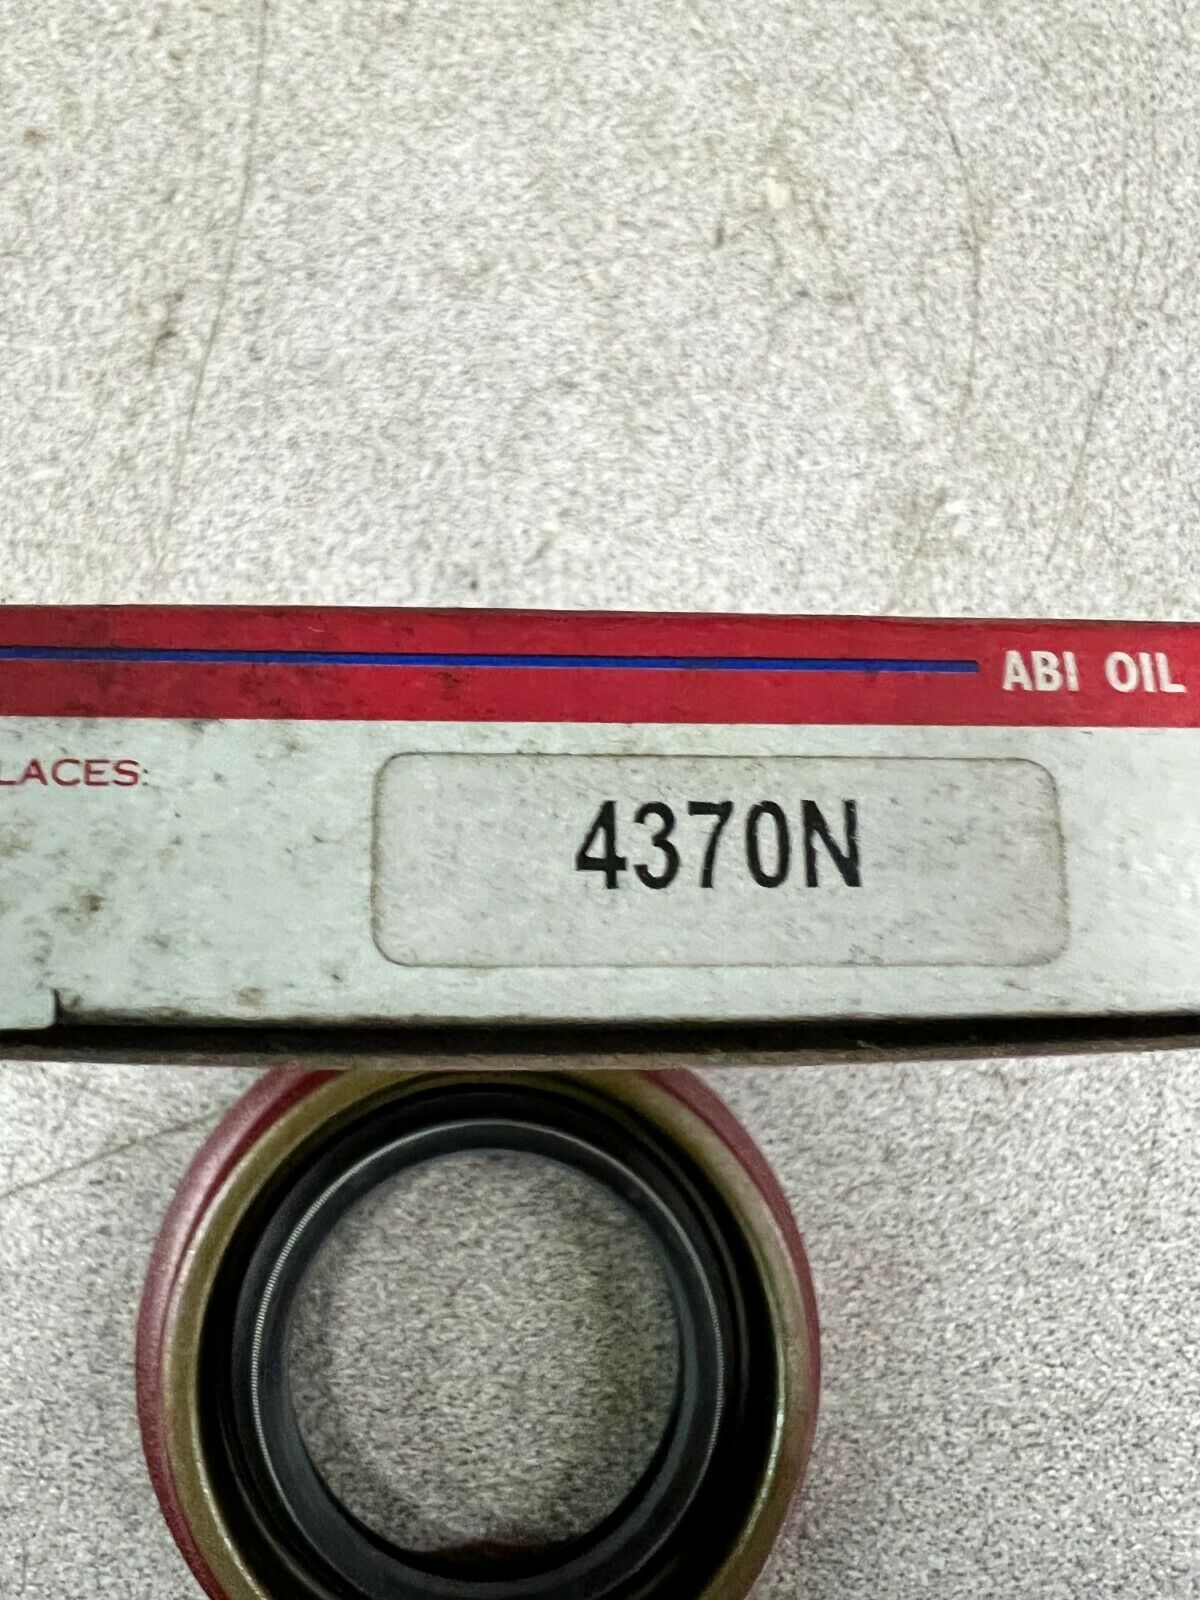 ABI OIL
LACES:
4370N